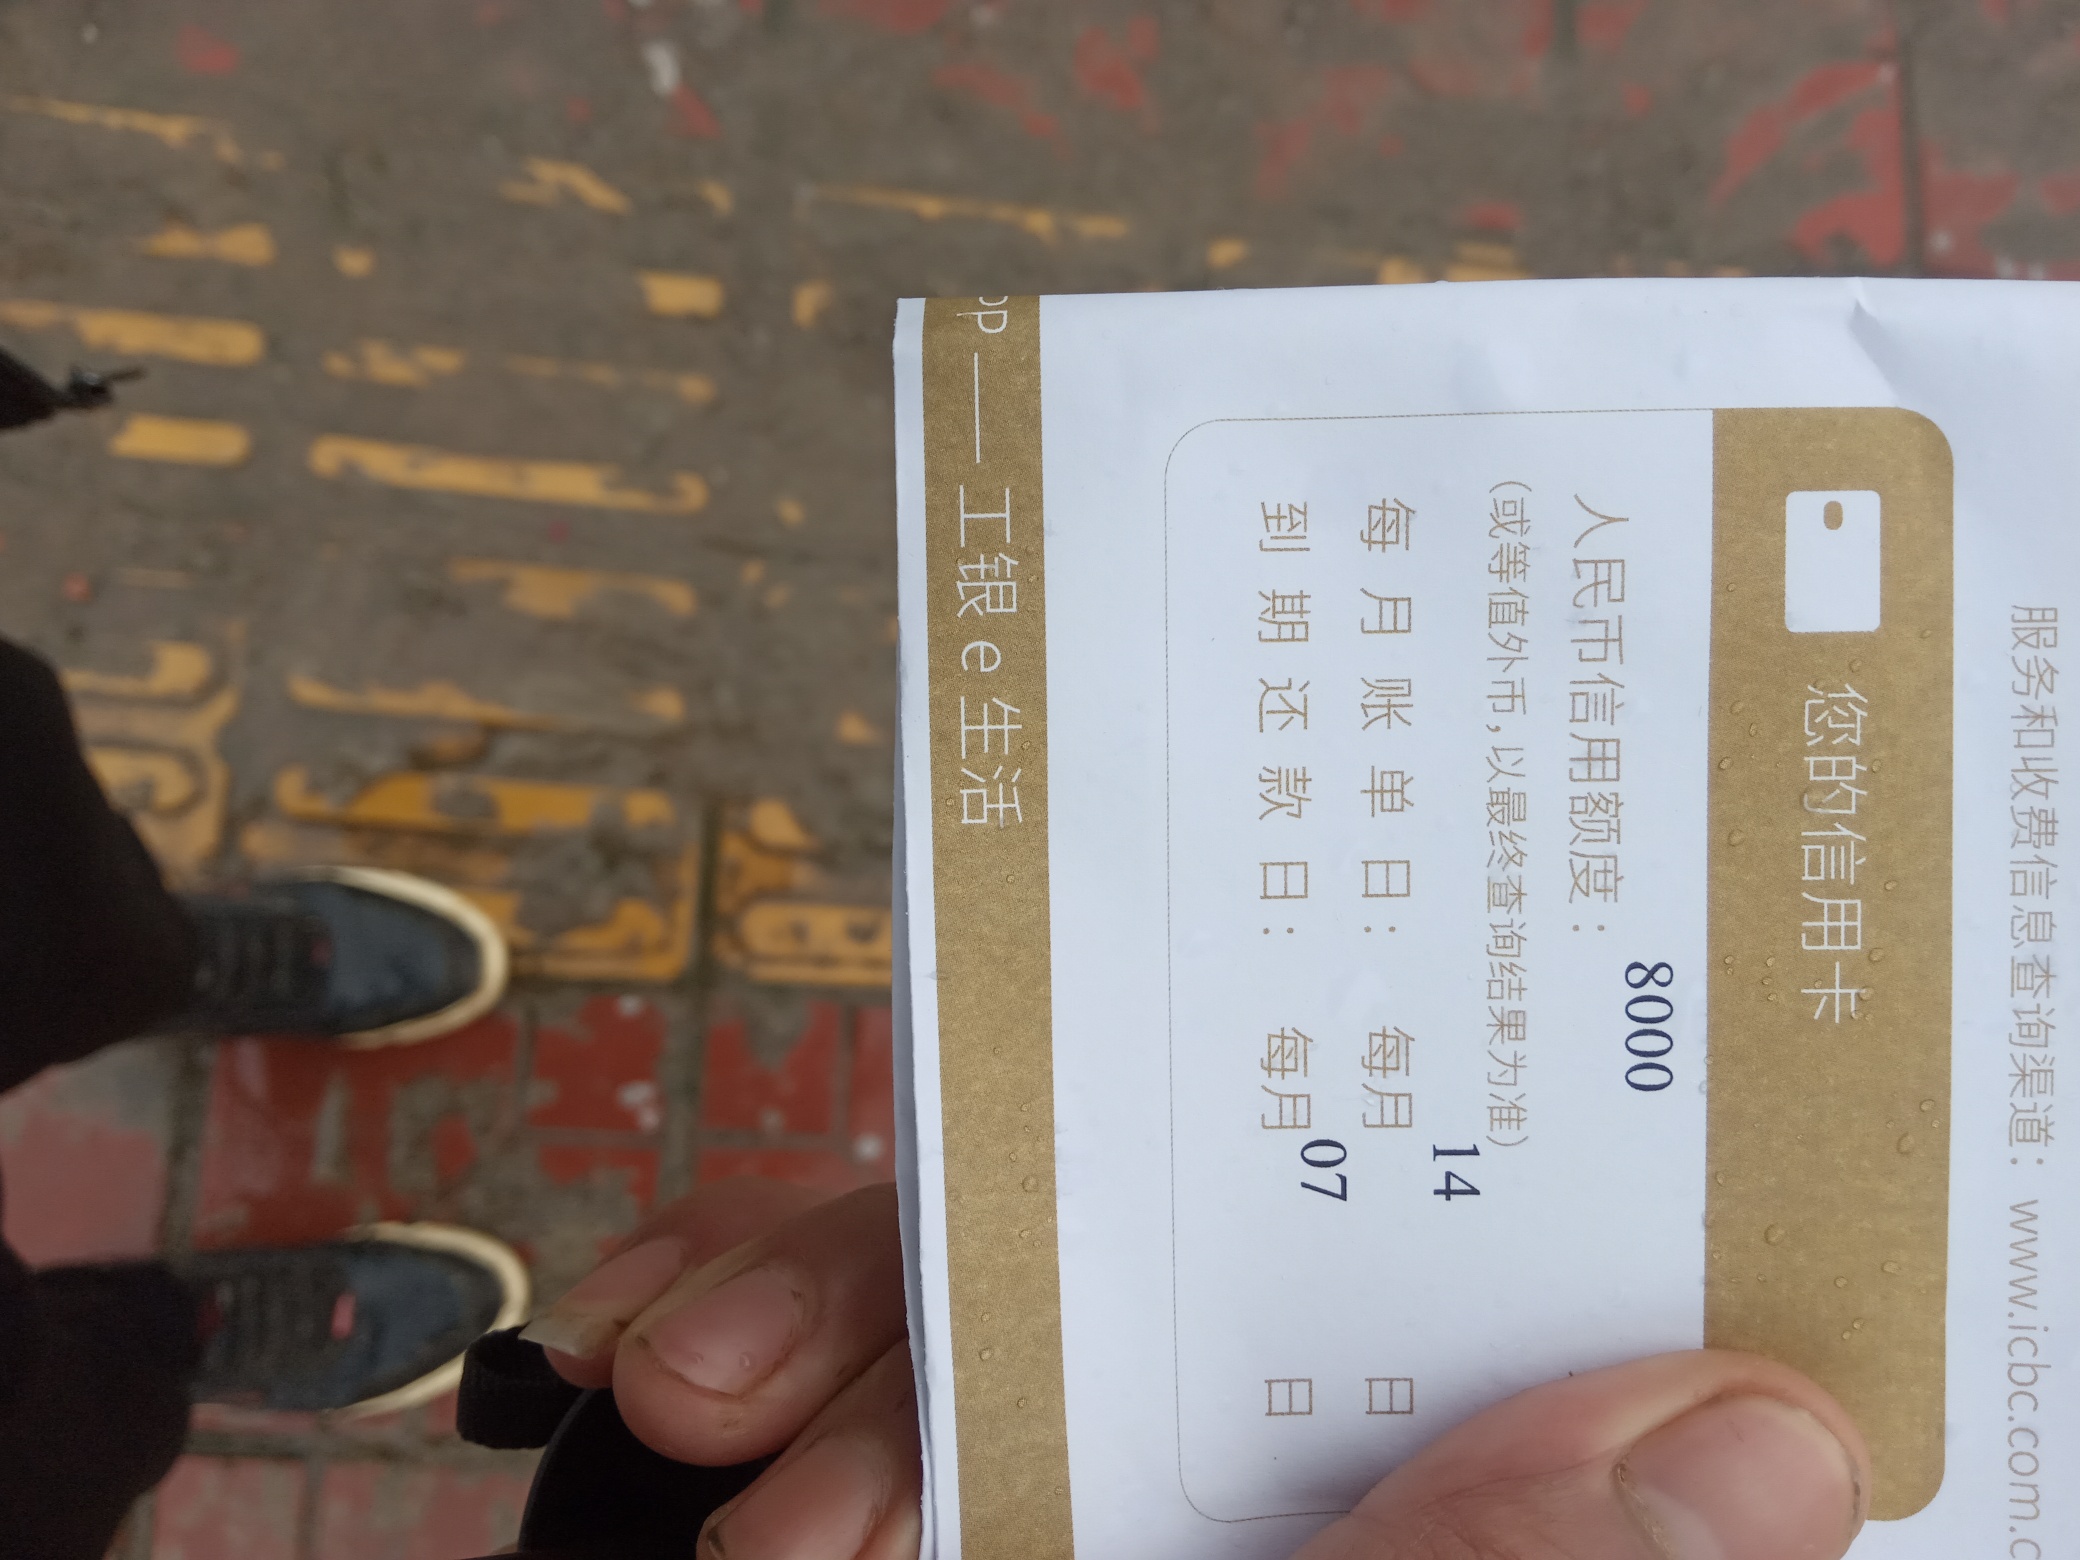 服务和收费信息查询渠道：www.icbc.com.c
您的信用卡
人民币信用额度：8000
（或等值外币，以最终查询结果为准）
每月账单日：每月14日
到期还款日：每月07日
pp —— 工银e生活